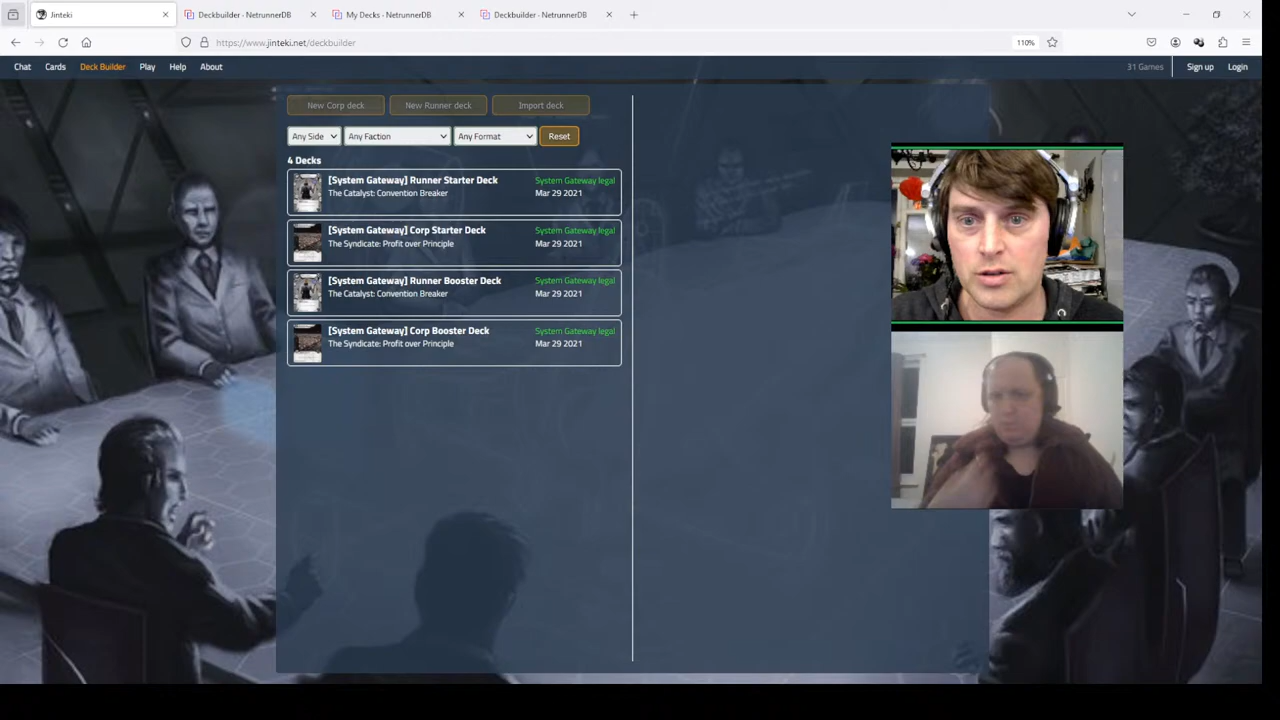 Jinteki
Deckbuilder · NetrunnerDB
My Decks · NetrunnerDB
Deckbuilder · NetrunnerDB
https://www.jinteki.net/deckbuilder
110%
Chat
Cards
Deck Builder
Play
Help
About
31 Games
Sign up
Login
New Corp deck
New Runner deck
Import deck
Any Side
Any Faction
Any Format
Reset
4 Decks
[System Gateway] Runner Starter Deck
System Gateway legal
The Catalyst: Convention Breaker
Mar 29 2021
[System Gateway] Corp Starter Deck
System Gateway legal
The Syndicate: Profit over Principle
Mar 29 2021
[System Gateway] Runner Booster Deck
System Gateway legal
The Catalyst: Convention Breaker
Mar 29 2021
[System Gateway] Corp Booster Deck
System Gateway legal
The Syndicate: Profit over Principle
Mar 29 2021